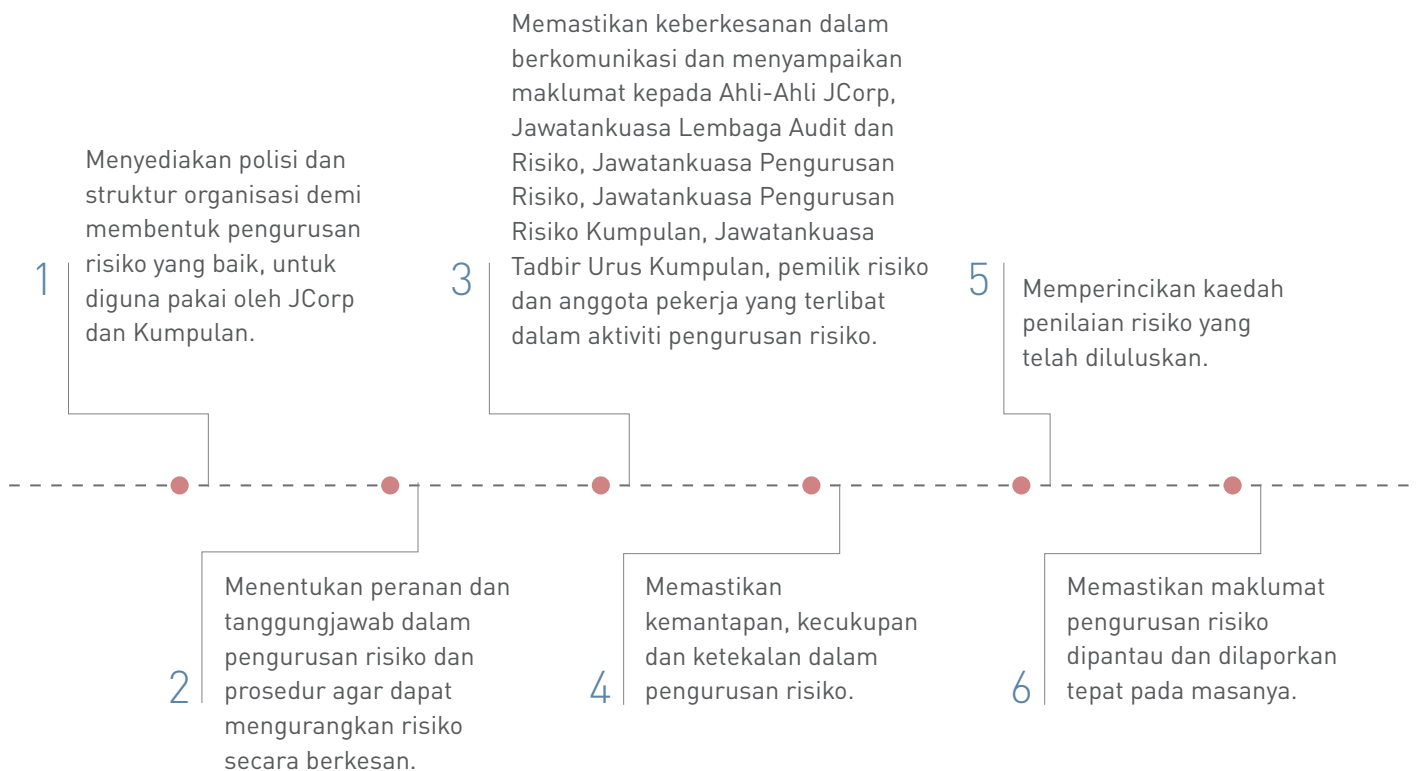 1
Menyediakan polisi dan
struktur organisasi demi
membentuk pengurusan
risiko yang baik, untuk
diguna pakai oleh JCorp
dan Kumpulan.
2
Menentukan peranan dan
tanggungjawab dalam
pengurusan risiko dan
prosedur agar dapat
mengurangkan risiko
secara berkesan.
3
Memastikan keberkesanan dalam
berkomunikasi dan menyampaikan
maklumat kepada Ahli-Ahli JCorp,
Jawatankuasa Lembaga Audit dan
Risiko, Jawatankuasa Pengurusan
Risiko, Jawatankuasa Pengurusan
Risiko Kumpulan, Jawatankuasa
Tadbir Urus Kumpulan, pemilik risiko
dan anggota pekerja yang terlibat
dalam aktiviti pengurusan risiko.
4
Memastikan
kemantapan, kecukupan
dan ketekalan dalam
pengurusan risiko.
5
Memperincikan kaedah
penilaian risiko yang
telah diluluskan.
6
Memastikan maklumat
pengurusan risiko
dipantau dan dilaporkan
tepat pada masanya.